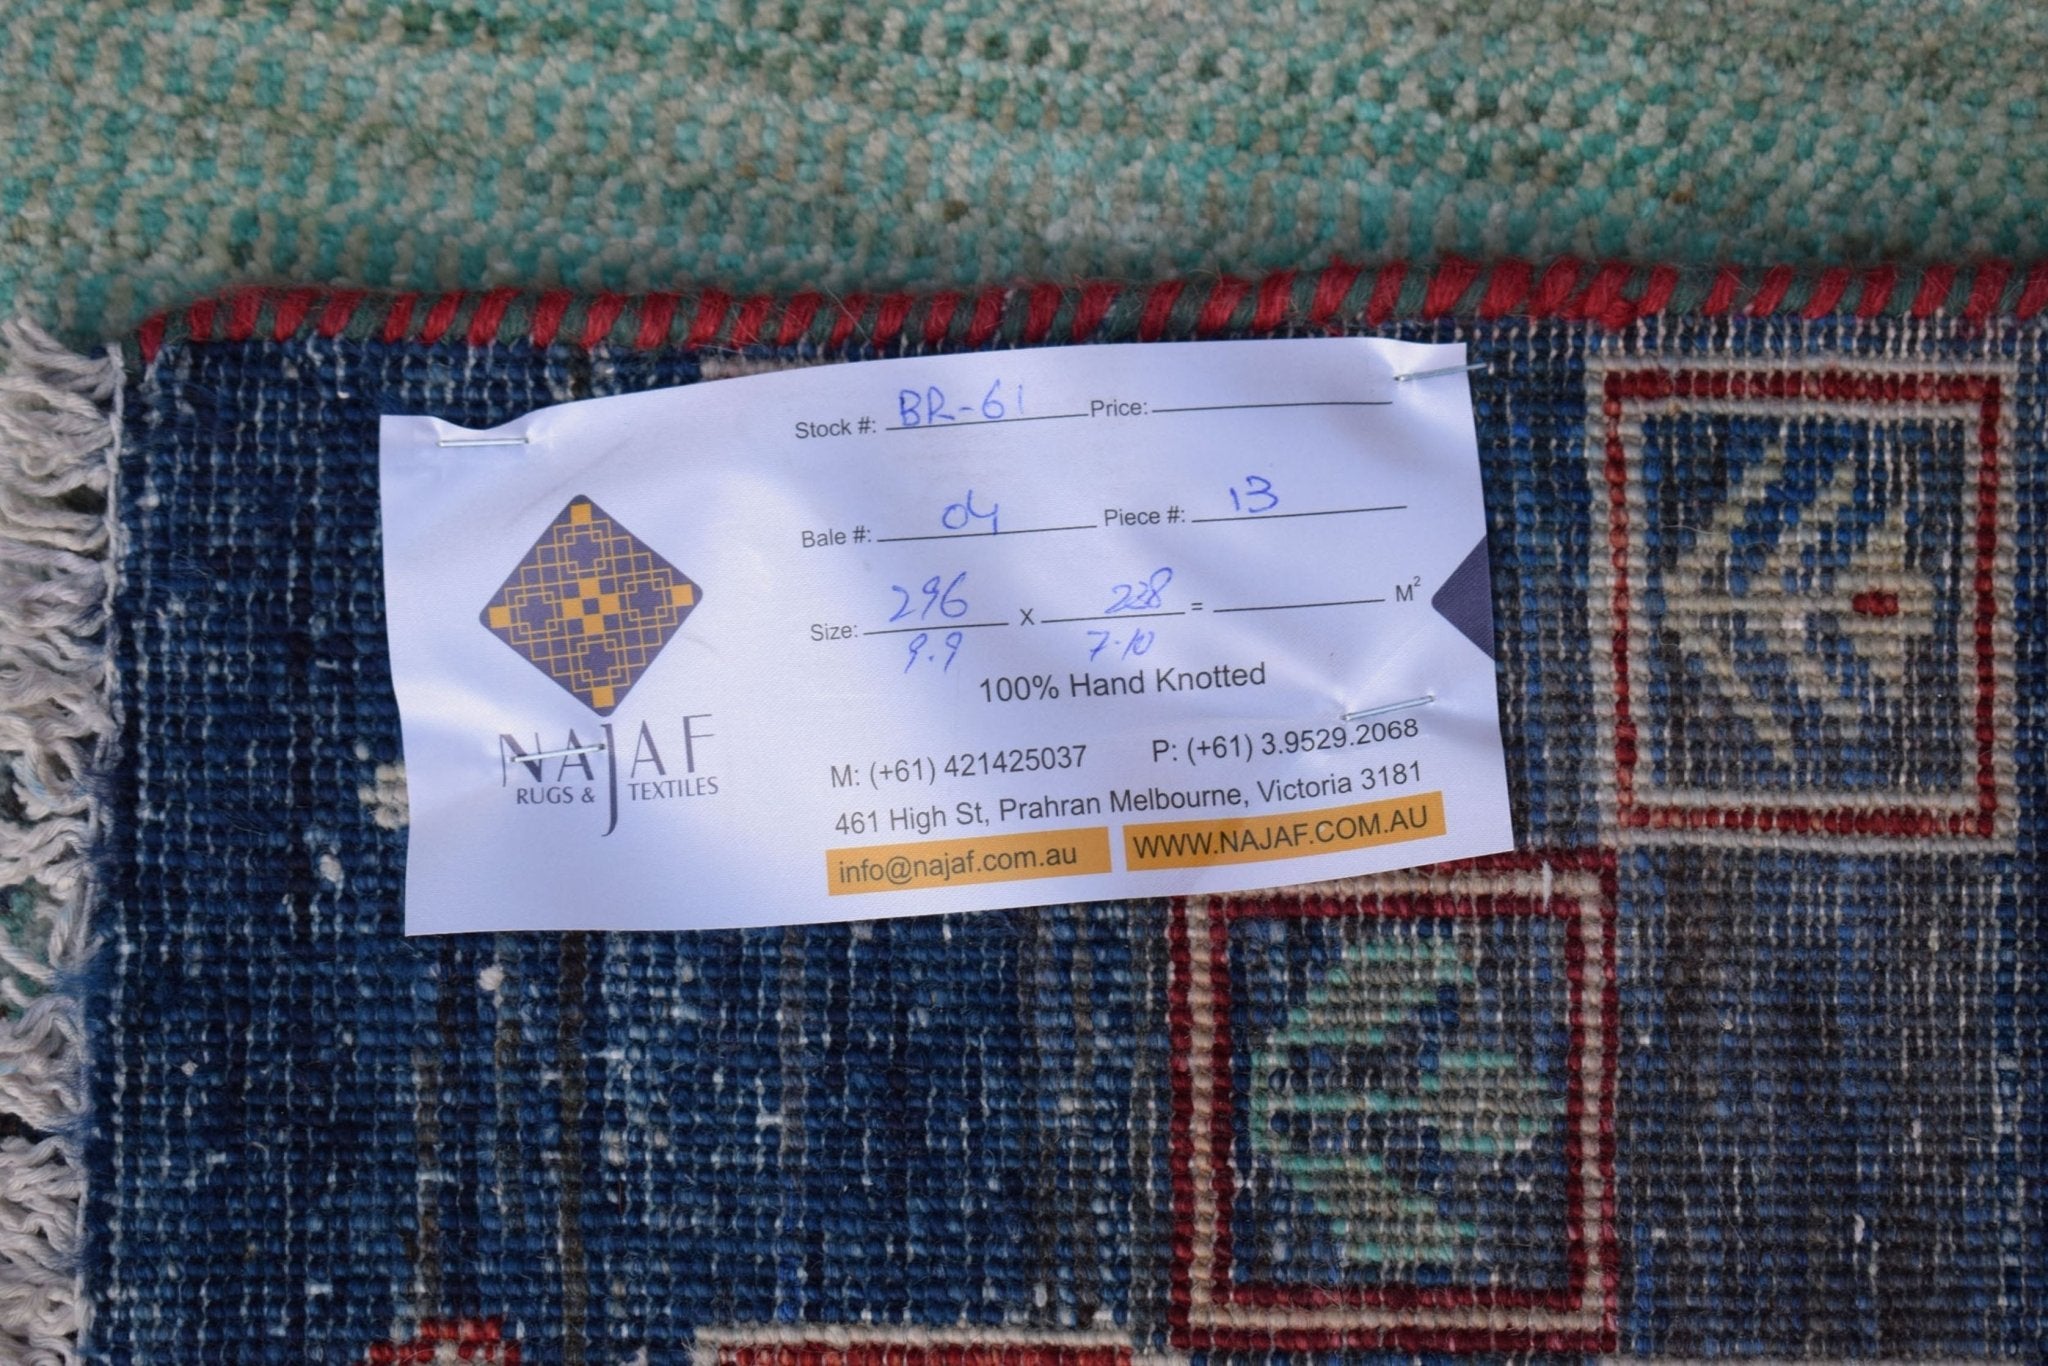 Stock #: BR-61 Price:
Bale #: 04 Piece #: 13
Size: 296 x 238 = M²
9.9 7.10
100% Hand Knotted
NAJAF
RUGS & TEXTILES
M: (+61) 421425037 P: (+61) 3.9529.2068
461 High St, Prahran Melbourne, Victoria 3181
info@najaf.com.au WWW.NAJAF.COM.AU